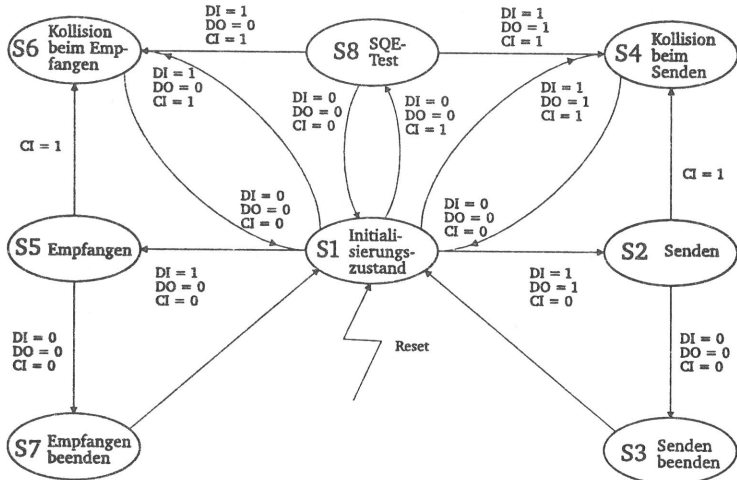 DI = 1
DO = 0
CI = 1
DI = 1
DO = 1
CI = 1
S6 Kollision
beim Emp-
fangen
S8 SQE-
Test
S4 Kollision
beim
Senden
DI = 1
DO = 0
CI = 1
DI = 0
DO = 0
CI = 0
DI = 0
DO = 0
CI = 1
DI = 1
DO = 1
CI = 1
CI = 1
CI = 1
DI = 0
DO = 0
CI = 0
DI = 0
DO = 0
CI = 0
S5 Empfangen
S1 Initiali-
sierungs-
zustand
S2 Senden
DI = 1
DO = 0
CI = 0
DI = 1
DO = 1
CI = 0
DI = 0
DO = 0
CI = 0
Reset
DI = 0
DO = 0
CI = 0
S7 Empfangen
beenden
S3 Senden
beenden